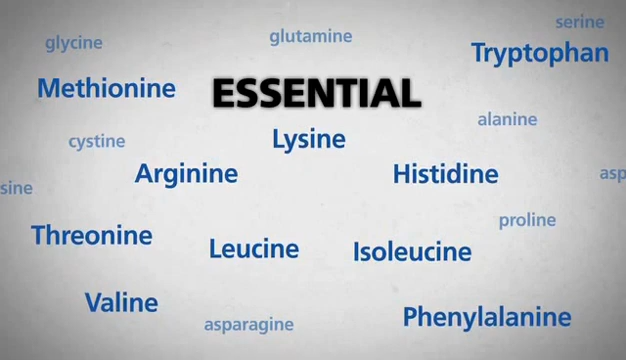 serine
glutamine
glycine
Tryptophan
Methionine
ESSENTIAL
alanine
Lysine
cystine
Arginine
Histidine
proline
Threonine
Leucine
Isoleucine
Valine
Phenylalanine
asparagine